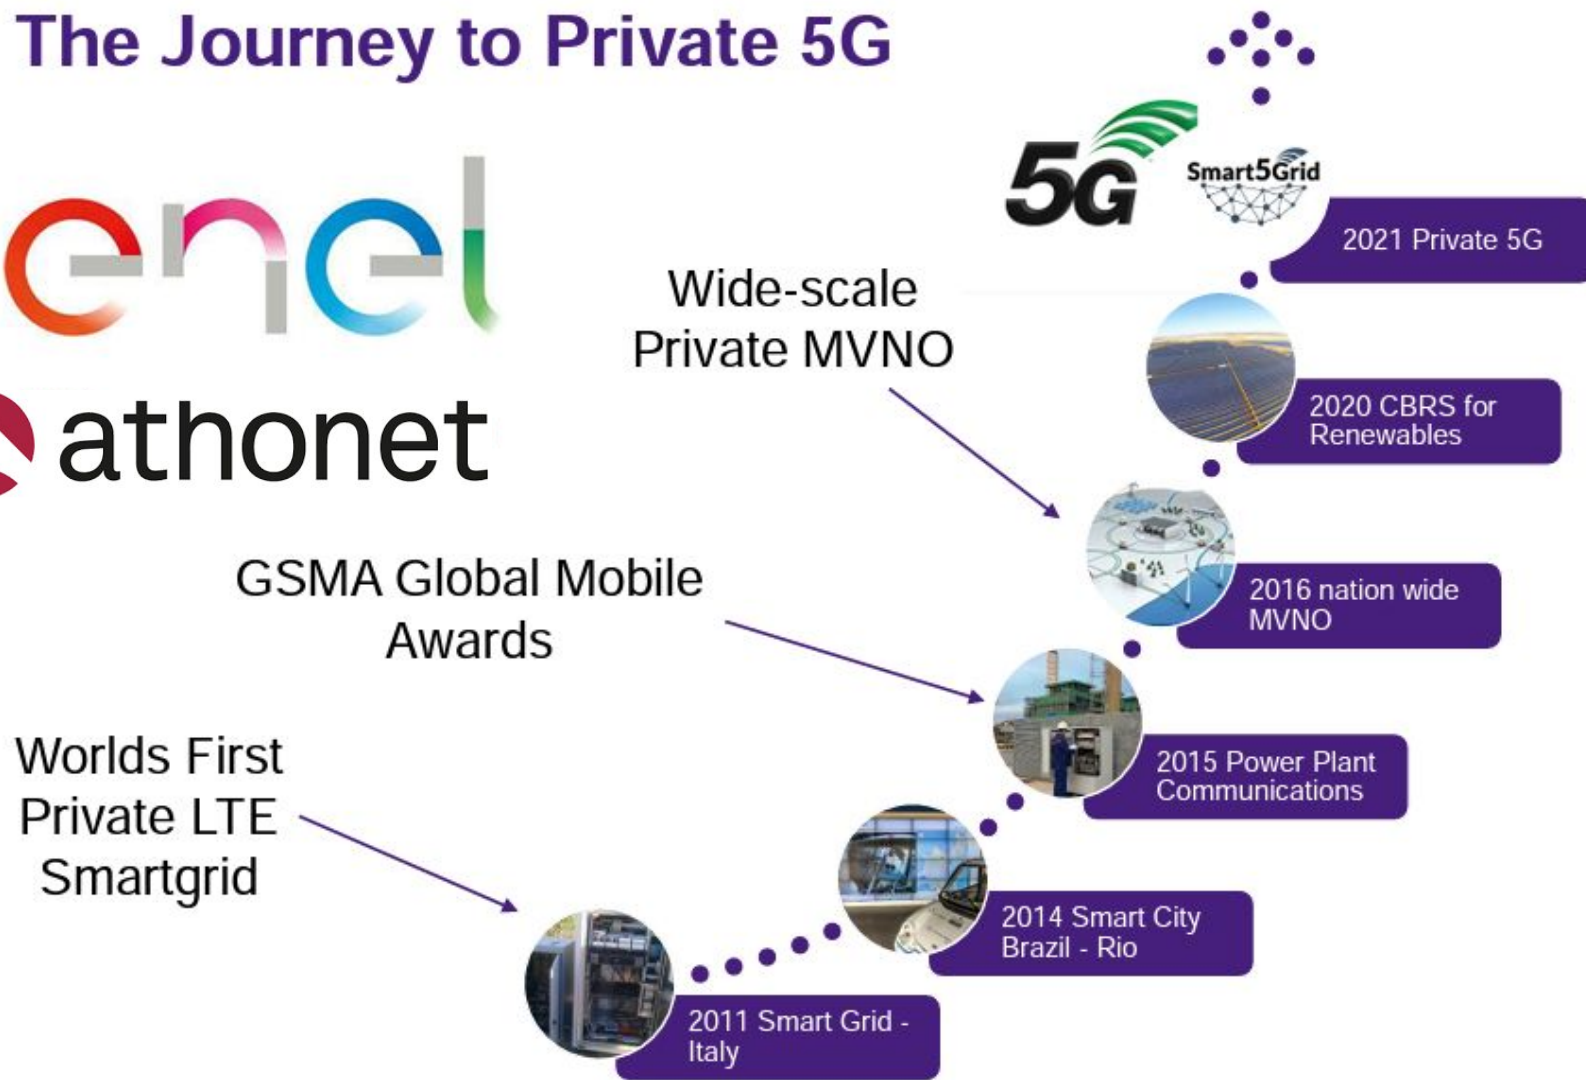 The Journey to Private 5G
enel
athonet
5G
Smart5Grid
2021 Private 5G
Wide-scale
Private MVNO
2020 CBRS for
Renewables
GSMA Global Mobile
Awards
2016 nation wide
MVNO
Worlds First
Private LTE
Smartgrid
2015 Power Plant
Communications
2014 Smart City
Brazil - Rio
2011 Smart Grid -
Italy